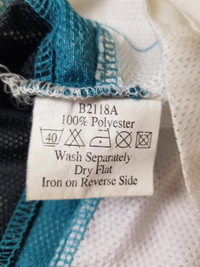 B2118A
100% Polyester
40
Wash Separately
Dry Flat
Iron on Reverse Side